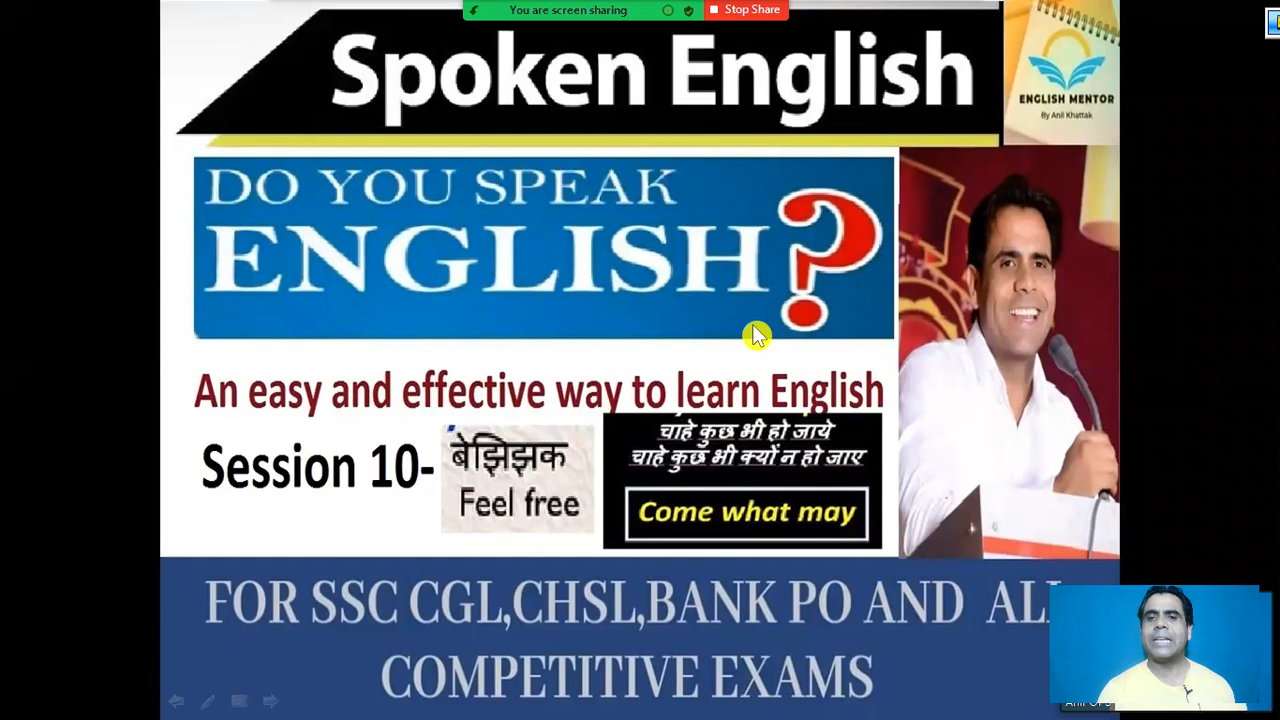 You are screen sharing
Stop Share
Spoken English
ENGLISH MENTOR
By Anil Khattak
DO YOU SPEAK
ENGLISH?
An easy and effective way to learn English
Session 10-
बेझिझक
Feel free
चाहे कुछ भी हो जाये
चाहे कुछ भी क्यों न हो जाए
Come what may
FOR SSC CGL,CHSL,BANK PO AND ALL
COMPETITIVE EXAMS